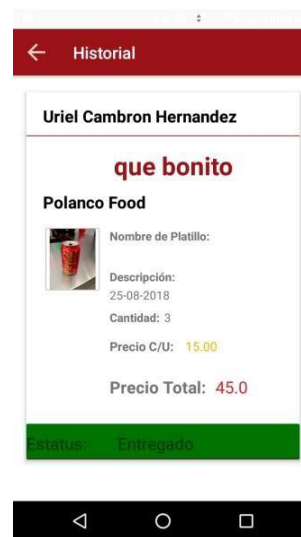 Historial
Uriel Cambron Hernandez
que bonito
Polanco Food
Nombre de Platillo:
Descripción:
25-08-2018
Cantidad: 3
Precio C/U: 15.00
Precio Total: 45.0
Estatus: Entregado